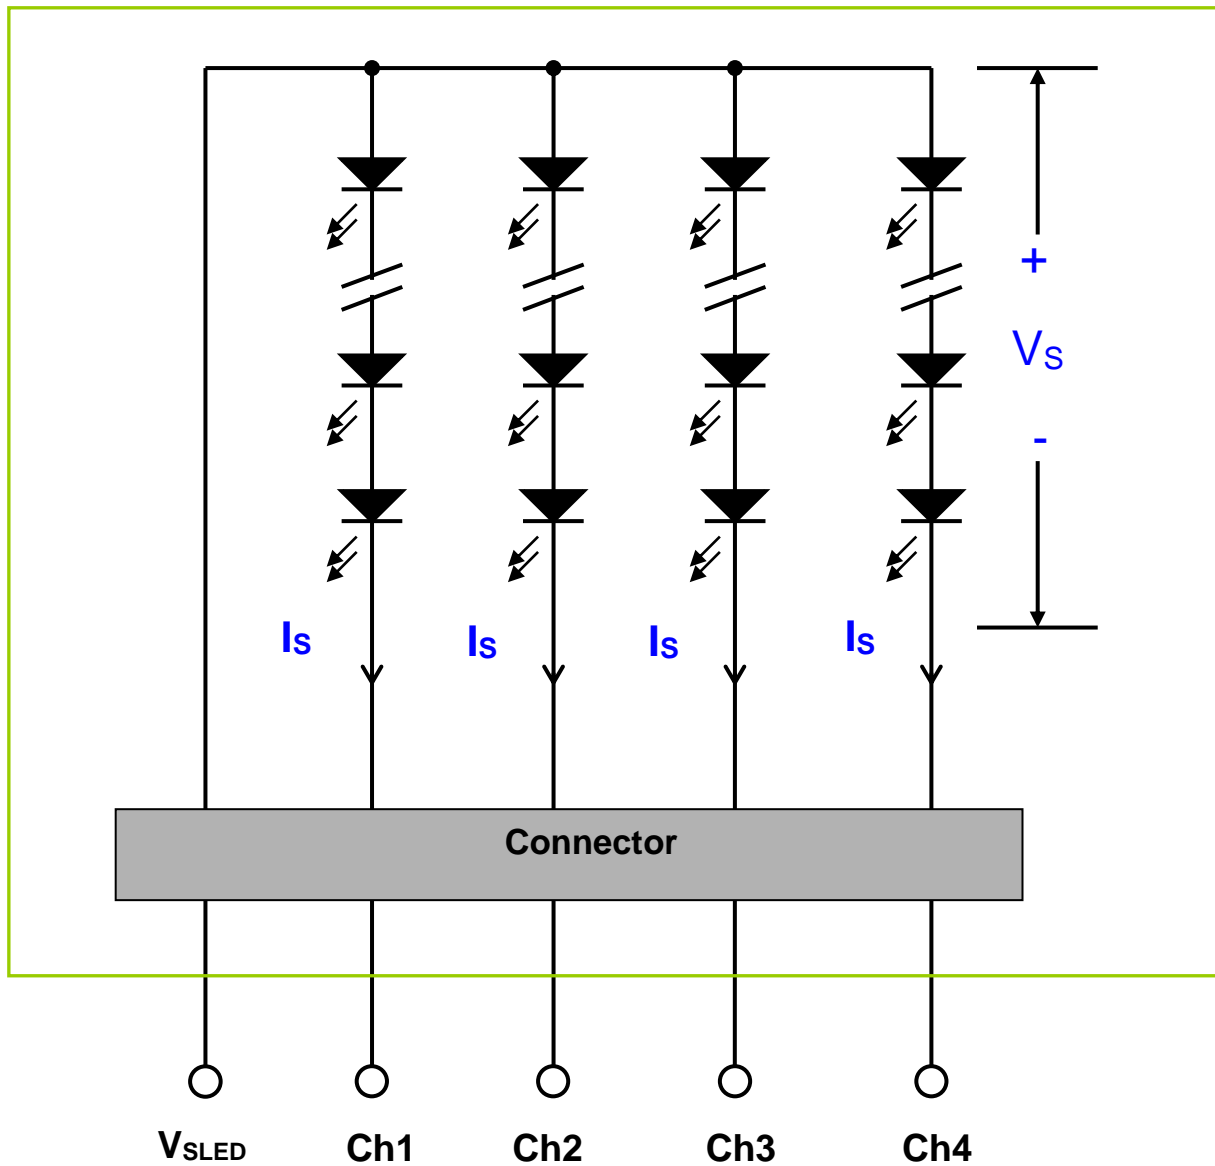 +
VS
-
IS IS IS IS
Connector
VSLED Ch1 Ch2 Ch3 Ch4